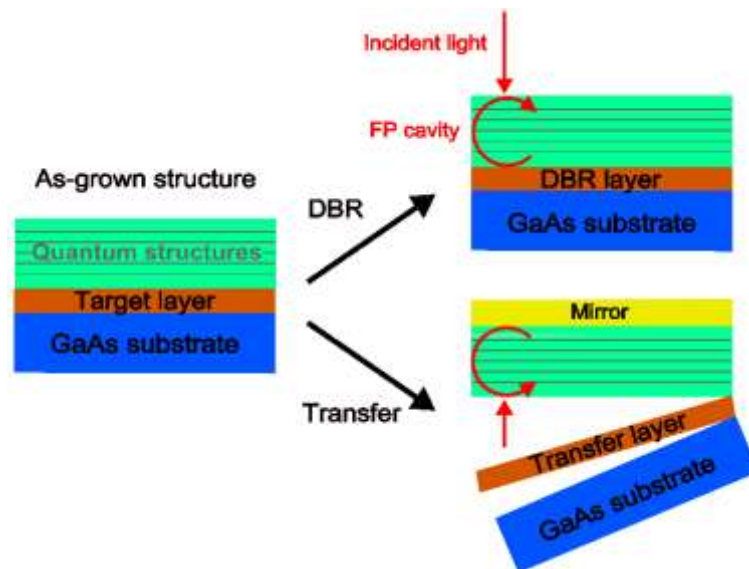 Incident light
FP cavity
As-grown structure
DBR
DBR layer
GaAs substrate
Quantum structures
Target layer
GaAs substrate
Mirror
Transfer
Transfer layer
GaAs substrate